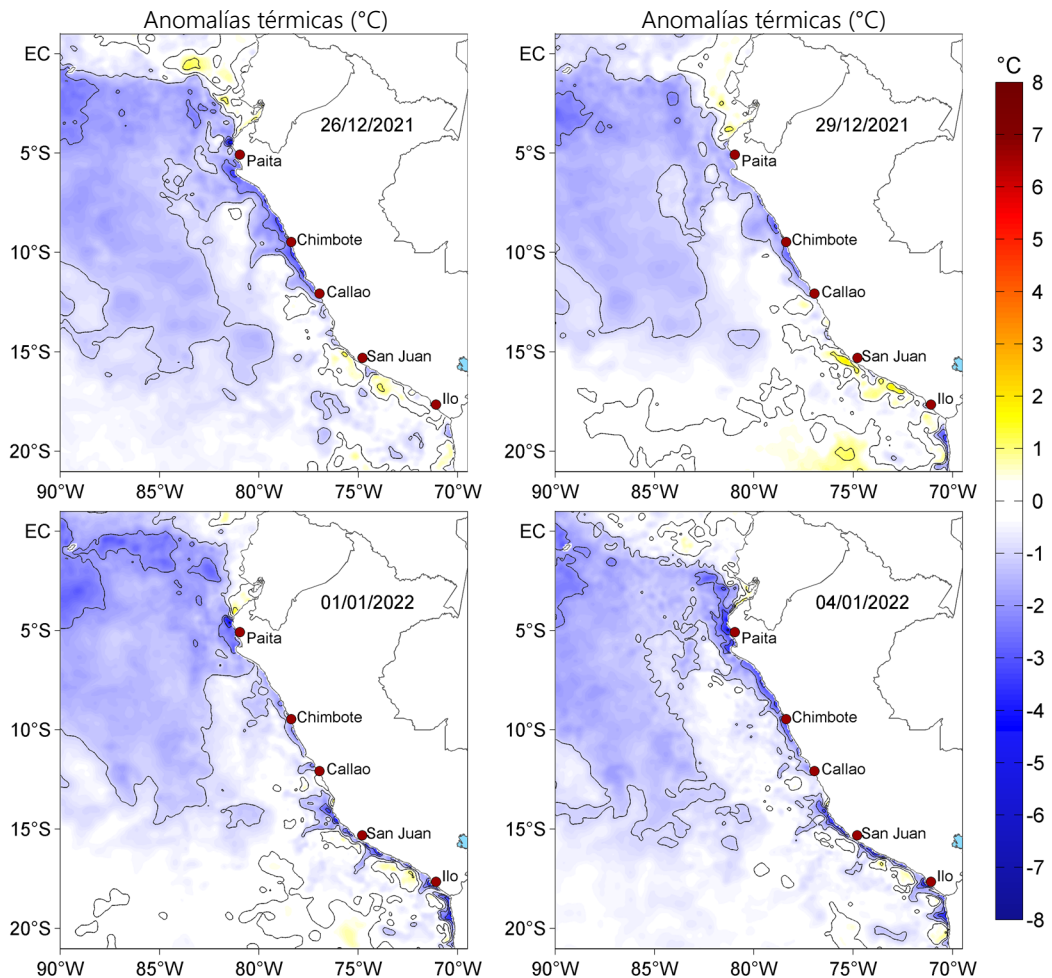 Anomalías térmicas (°C)
Anomalías térmicas (°C)
EC
5°S
10°S
15°S
20°S
90°W
85°W
80°W
75°W
70°W
26/12/2021
Paita
Chimbote
Callao
San Juan
Ilo
EC
5°S
10°S
15°S
20°S
90°W
85°W
80°W
75°W
70°W
29/12/2021
Paita
Chimbote
Callao
San Juan
Ilo
°C
8
7
6
5
4
3
2
1
0
-1
-2
-3
-4
-5
-6
-7
-8
EC
5°S
10°S
15°S
20°S
90°W
85°W
80°W
75°W
70°W
01/01/2022
Paita
Chimbote
Callao
San Juan
Ilo
EC
5°S
10°S
15°S
20°S
90°W
85°W
80°W
75°W
70°W
04/01/2022
Paita
Chimbote
Callao
San Juan
Ilo